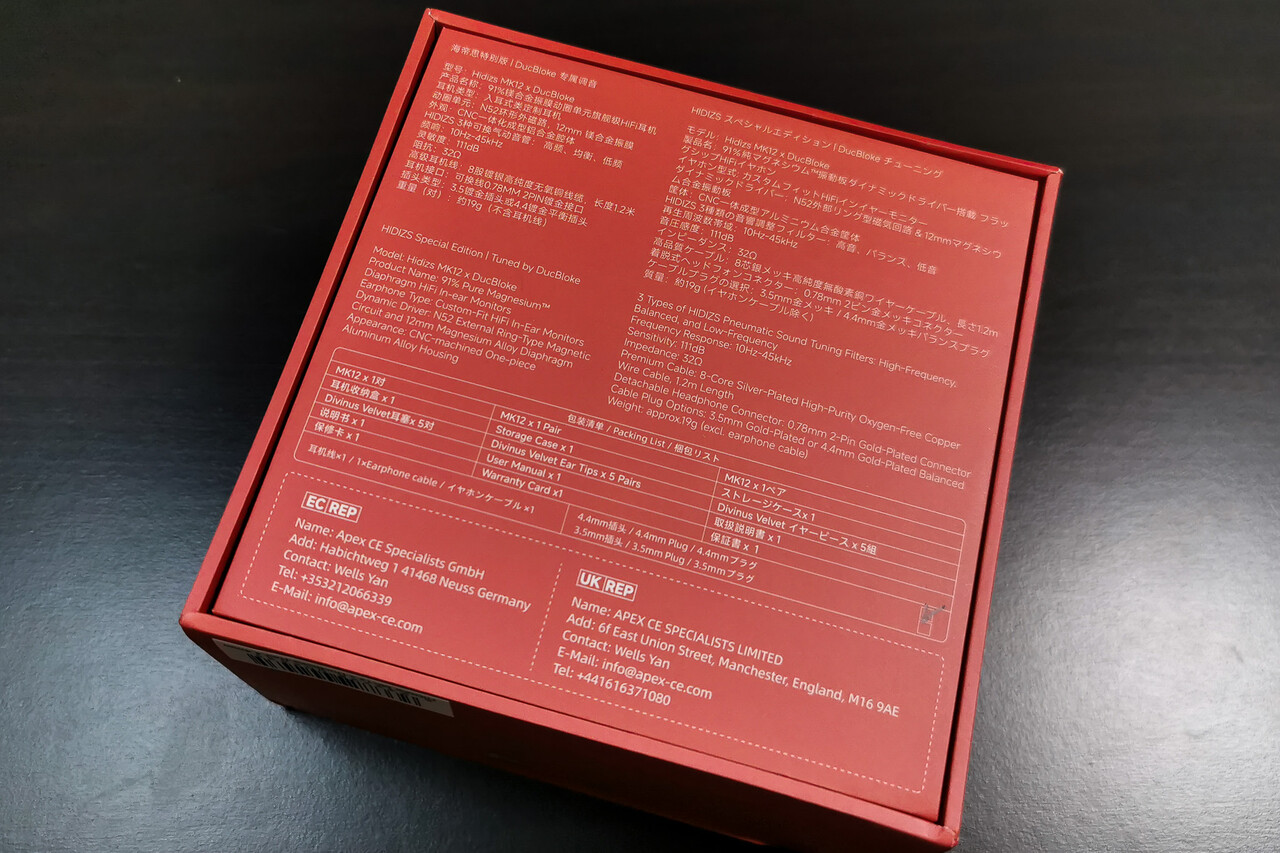 海帝思特别版 | DucBloke 专属调音
型号：Hidizs MK12 x DucBloke
产品名称：91%镁合金振膜动圈单元旗舰级HiFi耳机
耳机类型：入耳式类定制耳机
动圈单元：N52环形外磁路，12mm 镁合金振膜
外观：CNC一体化成型铝合金腔体
HIDIZS 3种可换气动音管：高频、均衡、低频
频响：10Hz-45kHz
灵敏度：111dB
阻抗：32Ω
高级耳机线：8股镀银高纯度无氧铜线缆，长度1.2米
耳机接口：可换线0.78MM 2PIN镀金接口
插头类型：3.5镀金插头或4.4镀金平衡插头
重量（对）：约19g（不含耳机线）
HIDIZS Special Edition | Tuned by DucBloke
Model: Hidizs MK12 x DucBloke
Product Name: 91% Pure Magnesium™
Diaphragm HiFi In-ear Monitors
Earphone Type: Custom-Fit HiFi In-Ear Monitors
Dynamic Driver: N52 External Ring-Type Magnetic
Circuit and 12mm Magnesium Alloy Diaphragm
Appearance: CNC-machined One-piece
Aluminum Alloy Housing
HIDIZS スペシャルエディション | DucBloke チューニング
モデル：Hidizs MK12 x DucBloke
製品名：91%純マグネシウム™振動板ダイナミックドライバー搭載 フラッ
グシップHiFiイヤホン
イヤホン型式: カスタムフィットHiFiインイヤーモニター
ダイナミックドライバー：N52外部リング型磁気回路 & 12mmマグネシウ
ム合金振動板
筐体：CNC一体成型アルミニウム合金筐体
HIDIZS 3種類の音響調整フィルター：高音、バランス、低音
再生周波数帯域：10Hz-45kHz
音圧感度：111dB
インピーダンス：32Ω
高品質ケーブル：8芯銀メッキ高純度無酸素銅ワイヤーケーブル、長さ1.2m
着脱式ヘッドフォンコネクター：0.78mm 2ピン金メッキコネクター
ケーブルプラグの選択：3.5mm金メッキ / 4.4mm金メッキバランスプラグ
質量：約19g (イヤホンケーブル除く)
3 Types of HIDIZS Pneumatic Sound Tuning Filters: High-Frequency,
Balanced, and Low-Frequency
Frequency Response: 10Hz-45kHz
Sensitivity: 111dB
Impedance: 32Ω
Premium Cable: 8-Core Silver-Plated High-Purity Oxygen-Free Copper
Wire Cable, 1.2m Length
Detachable Headphone Connector: 0.78mm 2-Pin Gold-Plated Connector
Cable Plug Options: 3.5mm Gold-Plated or 4.4mm Gold-Plated Balanced
Weight: approx.19g (excl. earphone cable)
包装清单 / Packing List / 梱包リスト
MK12 x 1对
耳机收纳盒 x 1
Divinus Velvet耳塞x 5对
说明书 x 1
保修卡 x 1
MK12 x 1 Pair
Storage Case x 1
Divinus Velvet Ear Tips x 5 Pairs
User Manual x 1
Warranty Card x1
MK12 x 1ペア
ストレージケースx 1
Divinus Velvet イヤーピース x 5組
取扱説明書 x 1
保証書 x 1
耳机线×1 / 1×Earphone cable / イヤホンケーブル ×1
4.4mm插头 / 4.4mm Plug / 4.4mmプラグ
3.5mm插头 / 3.5mm Plug / 3.5mmプラグ
EC REP
Name: Apex CE Specialists GmbH
Add: Habichtweg 1 41468 Neuss Germany
Contact: Wells Yan
Tel: +353212066339
E-Mail: info@apex-ce.com
UK REP
Name: APEX CE SPECIALISTS LIMITED
Add: 6f East Union Street, Manchester, England, M16 9AE
Contact: Wells Yan
E-Mail: info@apex-ce.com
Tel: +441616371080